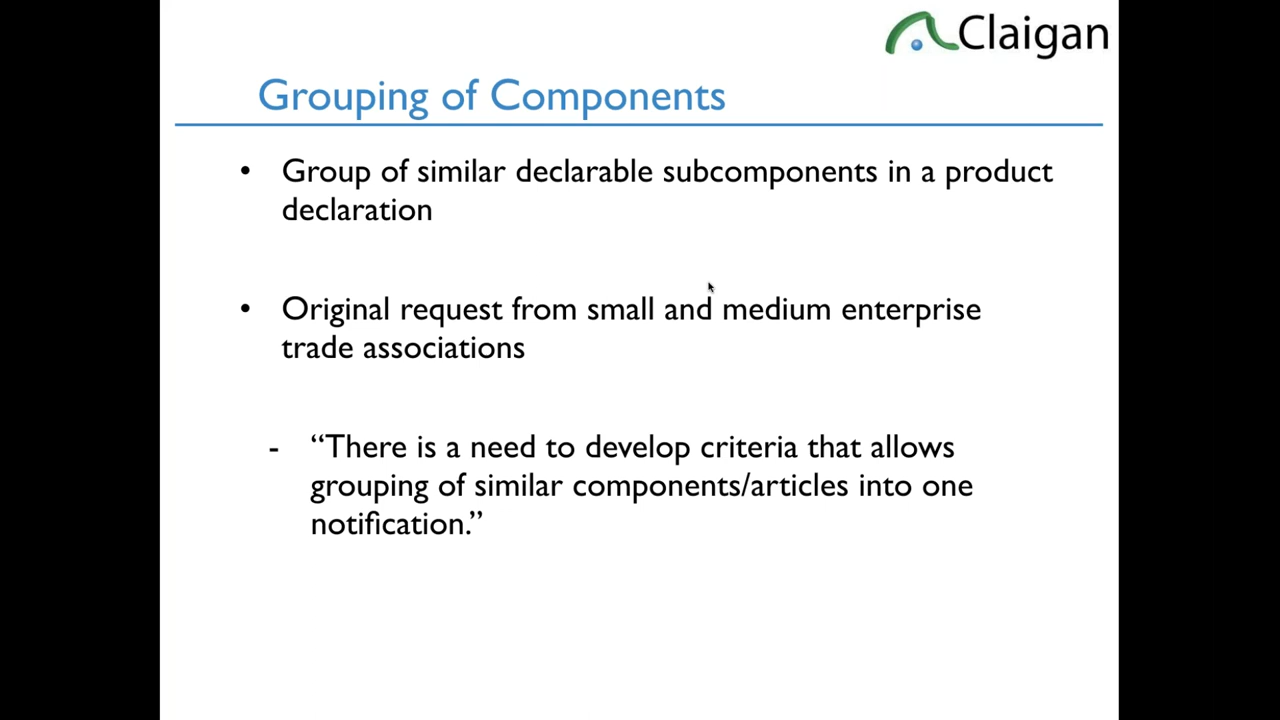 Claigan
Grouping of Components
• Group of similar declarable subcomponents in a product
declaration
• Original request from small and medium enterprise
trade associations
- “There is a need to develop criteria that allows
grouping of similar components/articles into one
notification.”